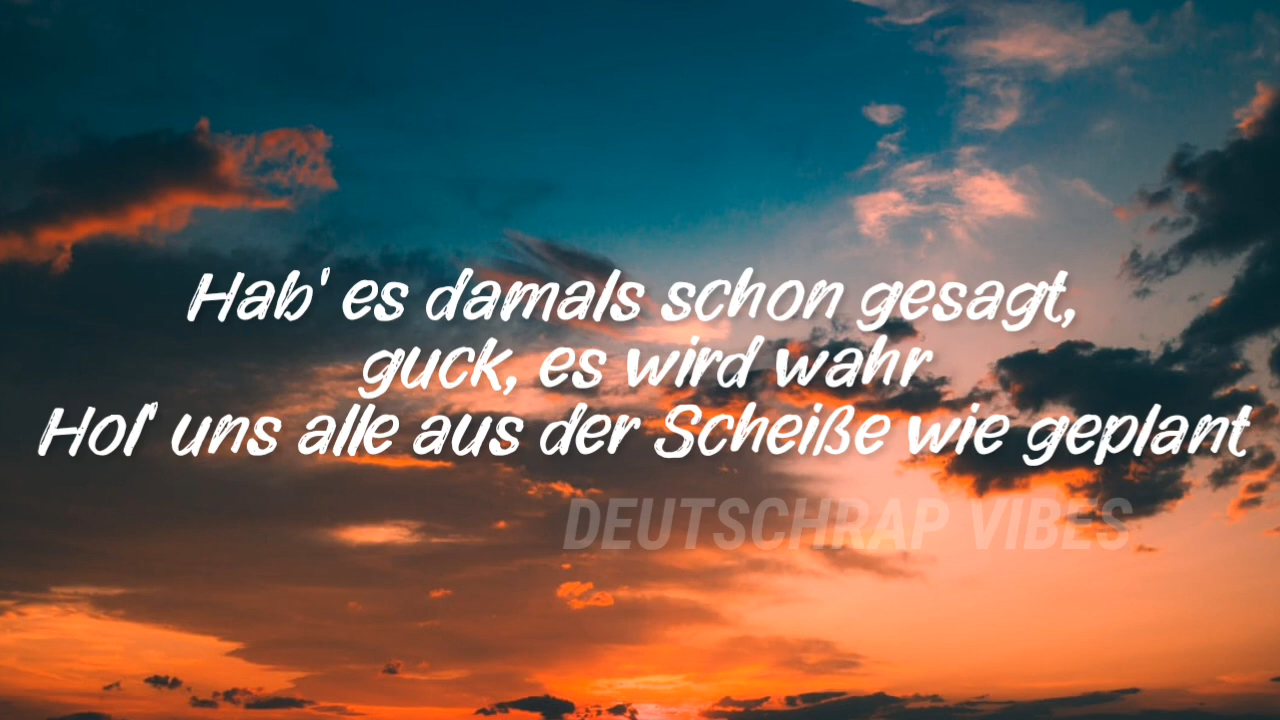 Hab' es damals schon gesagt,
guck, es wird wahr
Hol' uns alle aus der Scheiße wie geplant
DEUTSCHRAP VIBES